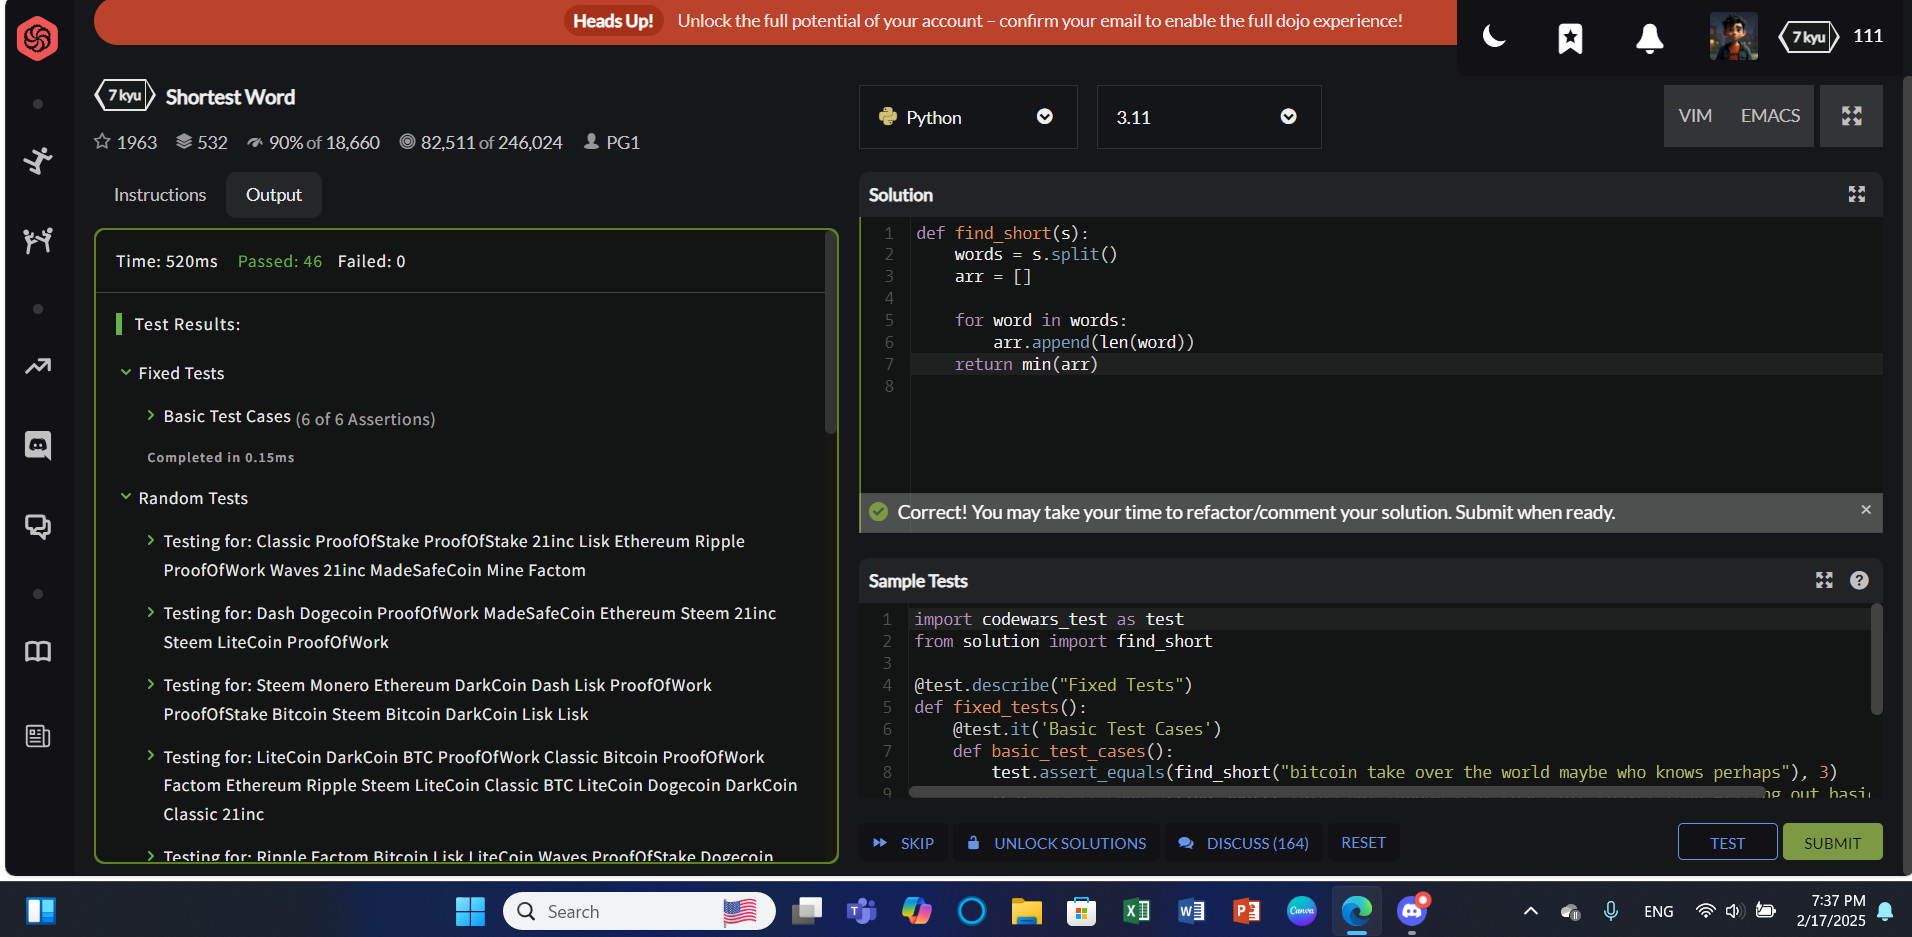 Heads Up! Unlock the full potential of your account – confirm your email to enable the full dojo experience!
7 kyu 111
7 kyu Shortest Word
1963 532 90% of 18,660 82,511 of 246,024 PG1
Instructions Output
Time: 520ms Passed: 46 Failed: 0
Test Results:
Fixed Tests
Basic Test Cases (6 of 6 Assertions)
Completed in 0.15ms
Random Tests
Testing for: Classic ProofOfStake ProofOfStake 21inc Lisk Ethereum Ripple
ProofOfWork Waves 21inc MadeSafeCoin Mine Factom
Testing for: Dash Dogecoin ProofOfWork MadeSafeCoin Ethereum Steem 21inc
Steem LiteCoin ProofOfWork
Testing for: Steem Monero Ethereum DarkCoin Dash Lisk ProofOfWork
ProofOfStake Bitcoin Steem Bitcoin DarkCoin Lisk Lisk
Testing for: LiteCoin DarkCoin BTC ProofOfWork Classic Bitcoin ProofOfWork
Factom Ethereum Ripple Steem LiteCoin Classic BTC LiteCoin Dogecoin DarkCoin
Classic 21inc
Testing for: Ripple Factom Bitcoin Lisk LiteCoin Waves ProofOfStake Dogecoin
Python 3.11 VIM EMACS
Solution
1 def find_short(s):
2 words = s.split()
3 arr = []
4
5 for word in words:
6 arr.append(len(word))
7 return min(arr)
8
Correct! You may take your time to refactor/comment your solution. Submit when ready. ×
Sample Tests ?
1 import codewars_test as test
2 from solution import find_short
3
4 @test.describe("Fixed Tests")
5 def fixed_tests():
6 @test.it('Basic Test Cases')
7 def basic_test_cases():
8 test.assert_equals(find_short("bitcoin take over the world maybe who knows perhaps"), 3)
9 out basi
SKIP UNLOCK SOLUTIONS DISCUSS (164) RESET TEST SUBMIT
Search Canva ENG 7:37 PM
2/17/2025